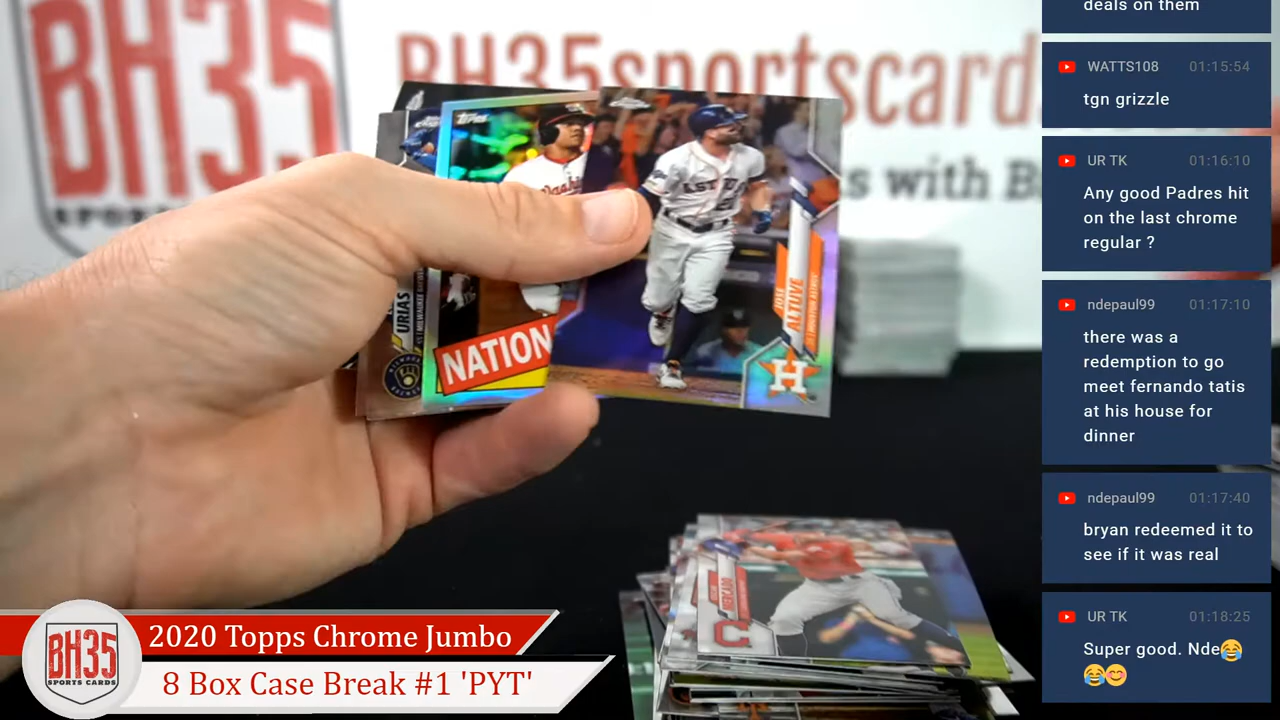 BH35
SPORTS CARDS
BH35sportscards
s with B
Topps
NATION
URIAS
JOSE
ALTUVE
H
C
deals on them
WATTS108 01:15:54
tgn grizzle
UR TK 01:16:10
Any good Padres hit
on the last chrome
regular ?
ndepaul99 01:17:10
there was a
redemption to go
meet fernando tatis
at his house for
dinner
ndepaul99 01:17:40
bryan redeemed it to
see if it was real
UR TK 01:18:25
Super good. Nde😂
😂😊
BH35
SPORTS CARDS
2020 Topps Chrome Jumbo
8 Box Case Break #1 'PYT'